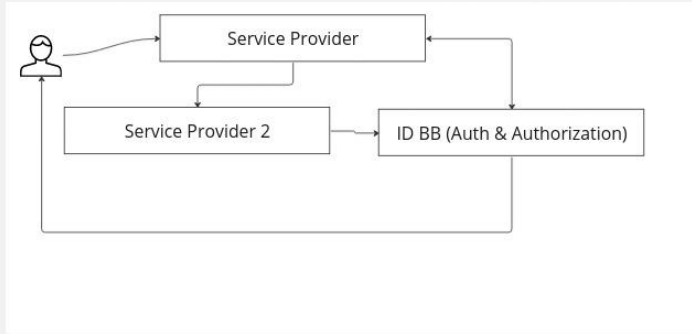 Service Provider
Service Provider 2
ID BB (Auth & Authorization)